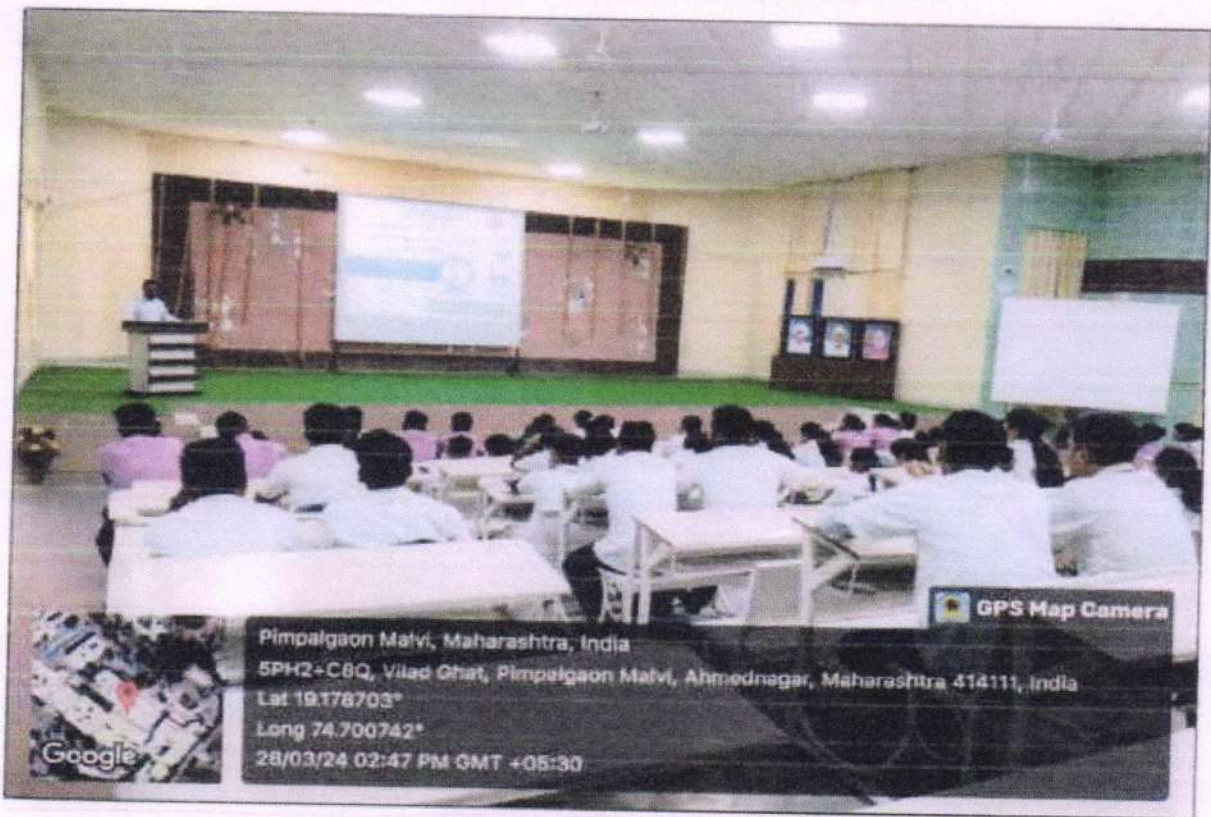 GPS Map Camera
Pimpalgaon Malvi, Maharashtra, India
5PH2+C8Q, Vilad Ghat, Pimpalgaon Malvi, Ahmednagar, Maharashtra 414111, India
Lat 19.178703°
Long 74.700742°
28/03/24 02:47 PM GMT +05:30
Google